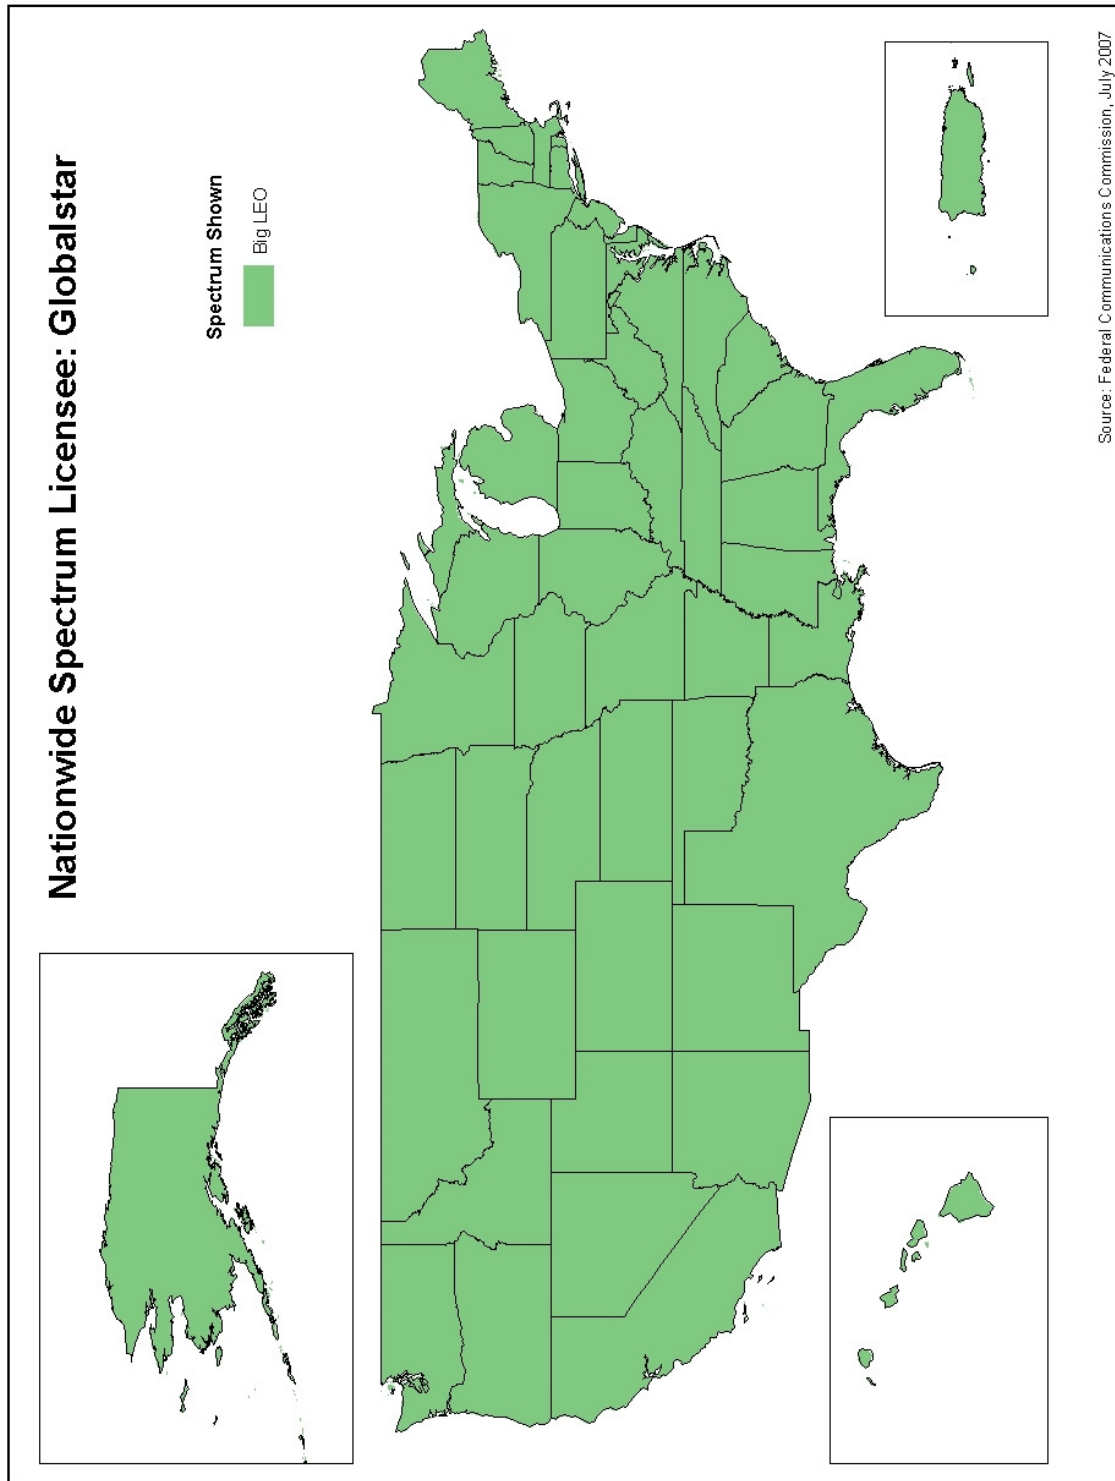 Nationwide Spectrum Licensee: Globalstar
Spectrum Shown
Big LEO
Source: Federal Communications Commission, July 2007